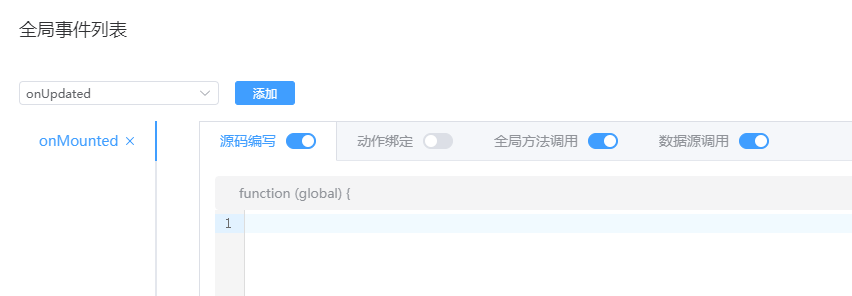 全局事件列表
onUpdated 添加
onMounted × 源码编写 动作绑定 全局方法调用 数据源调用
function (global) {
1